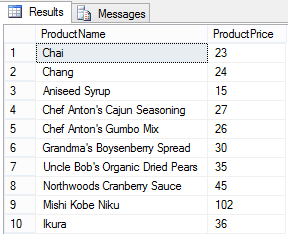 Results Messages
ProductName ProductPrice
1 Chai 23
2 Chang 24
3 Aniseed Syrup 15
4 Chef Anton's Cajun Seasoning 27
5 Chef Anton's Gumbo Mix 26
6 Grandma's Boysenberry Spread 30
7 Uncle Bob's Organic Dried Pears 35
8 Northwoods Cranberry Sauce 45
9 Mishi Kobe Niku 102
10 Ikura 36